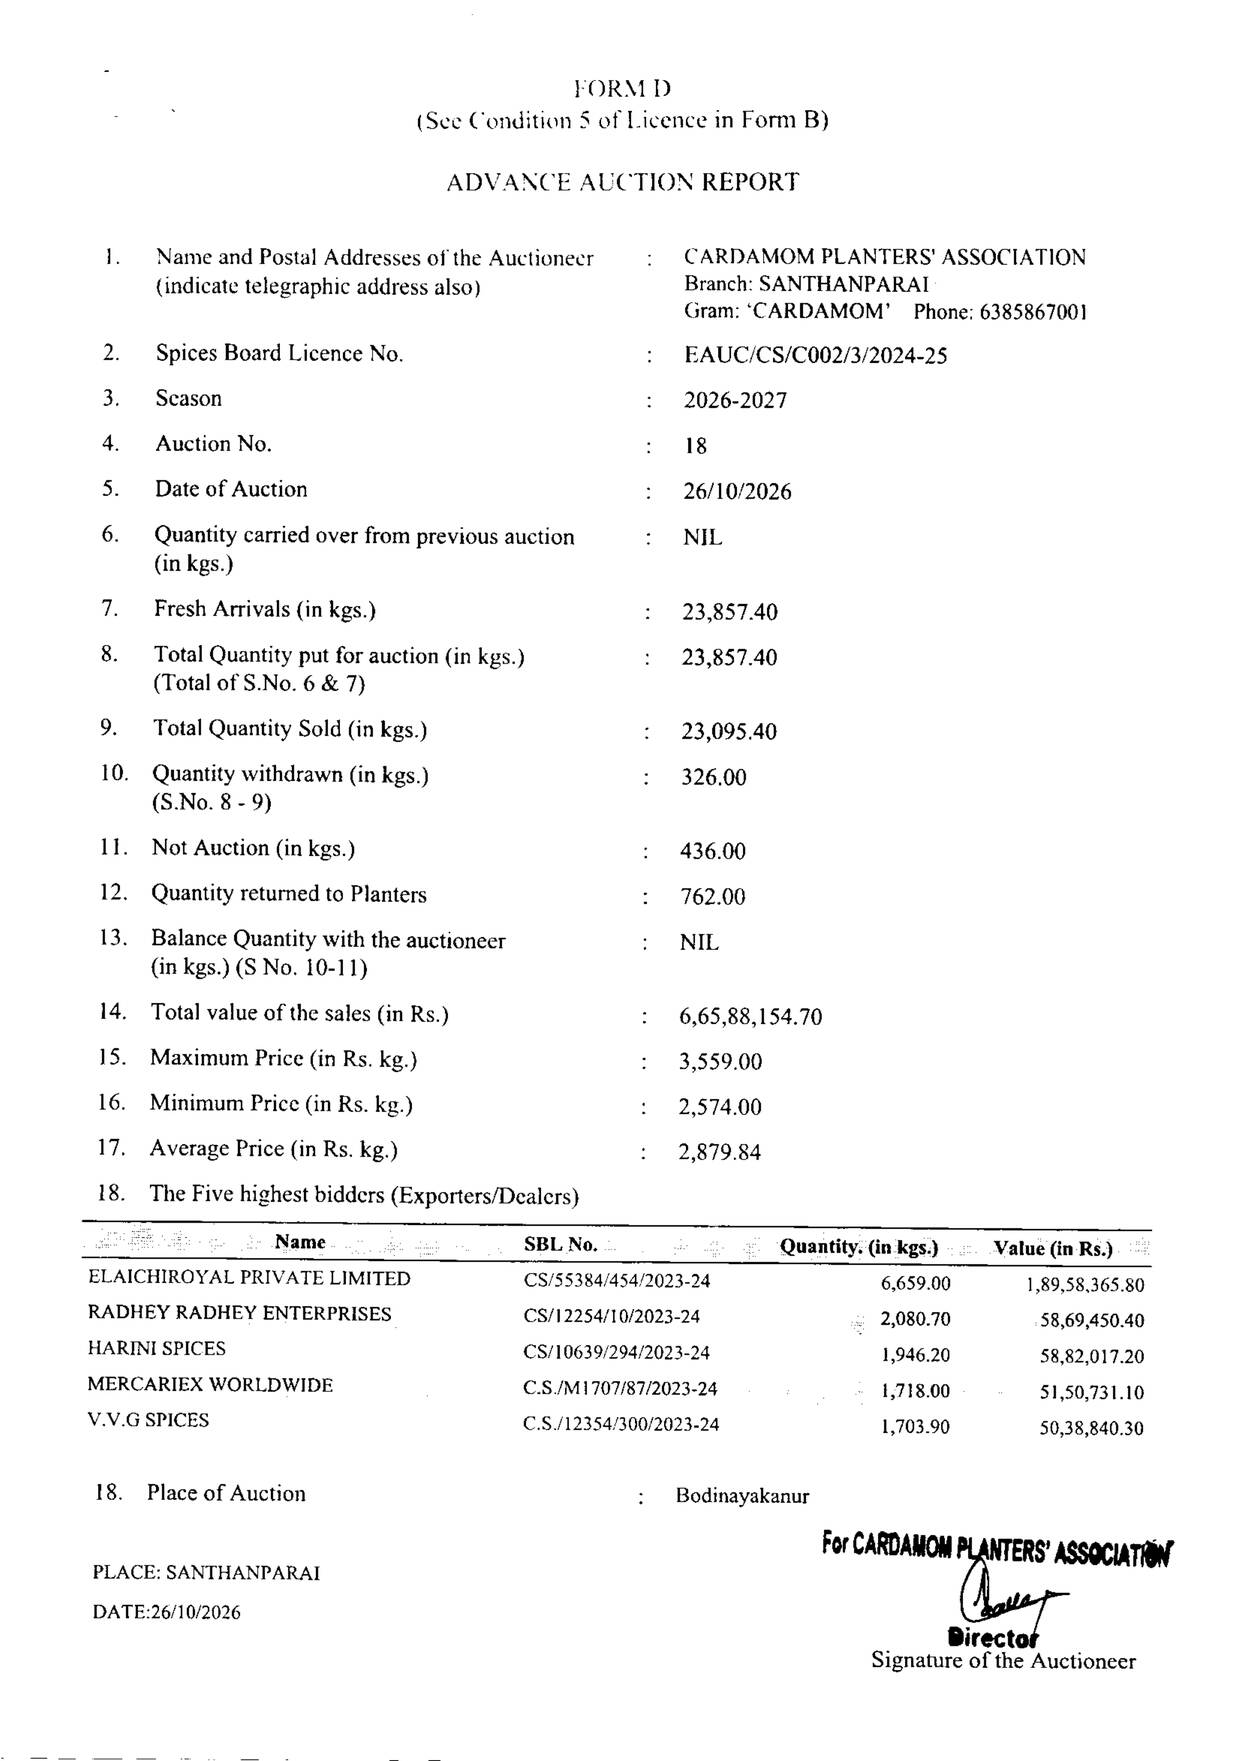 FORM D
(See Condition 5 of Licence in Form B)
ADVANCE AUCTION REPORT
1. Name and Postal Addresses of the Auctioneer : CARDAMOM PLANTERS' ASSOCIATION
(indicate telegraphic address also) Branch: SANTHANPARAI
Gram: 'CARDAMOM' Phone: 6385867001
2. Spices Board Licence No. : EAUC/CS/C002/3/2024-25
3. Season : 2026-2027
4. Auction No. : 18
5. Date of Auction : 26/10/2026
6. Quantity carried over from previous auction : NIL
(in kgs.)
7. Fresh Arrivals (in kgs.) : 23,857.40
8. Total Quantity put for auction (in kgs.) : 23,857.40
(Total of S.No. 6 & 7)
9. Total Quantity Sold (in kgs.) : 23,095.40
10. Quantity withdrawn (in kgs.) : 326.00
(S.No. 8 - 9)
11. Not Auction (in kgs.) : 436.00
12. Quantity returned to Planters : 762.00
13. Balance Quantity with the auctioneer : NIL
(in kgs.) (S No. 10-11)
14. Total value of the sales (in Rs.) : 6,65,88,154.70
15. Maximum Price (in Rs. kg.) : 3,559.00
16. Minimum Price (in Rs. kg.) : 2,574.00
17. Average Price (in Rs. kg.) : 2,879.84
18. The Five highest bidders (Exporters/Dealers)
Name SBL No. Quantity. (in kgs.) Value (in Rs.)
ELAICHIROYAL PRIVATE LIMITED CS/55384/454/2023-24 6,659.00 1,89,58,365.80
RADHEY RADHEY ENTERPRISES CS/12254/10/2023-24 2,080.70 58,69,450.40
HARINI SPICES CS/10639/294/2023-24 1,946.20 58,82,017.20
MERCARIEX WORLDWIDE C.S./M1707/87/2023-24 1,718.00 51,50,731.10
V.V.G SPICES C.S./12354/300/2023-24 1,703.90 50,38,840.30
18. Place of Auction : Bodinayakanur
For CARDAMOM PLANTERS' ASSOCIATION
PLACE: SANTHANPARAI
DATE:26/10/2026
Director
Signature of the Auctioneer